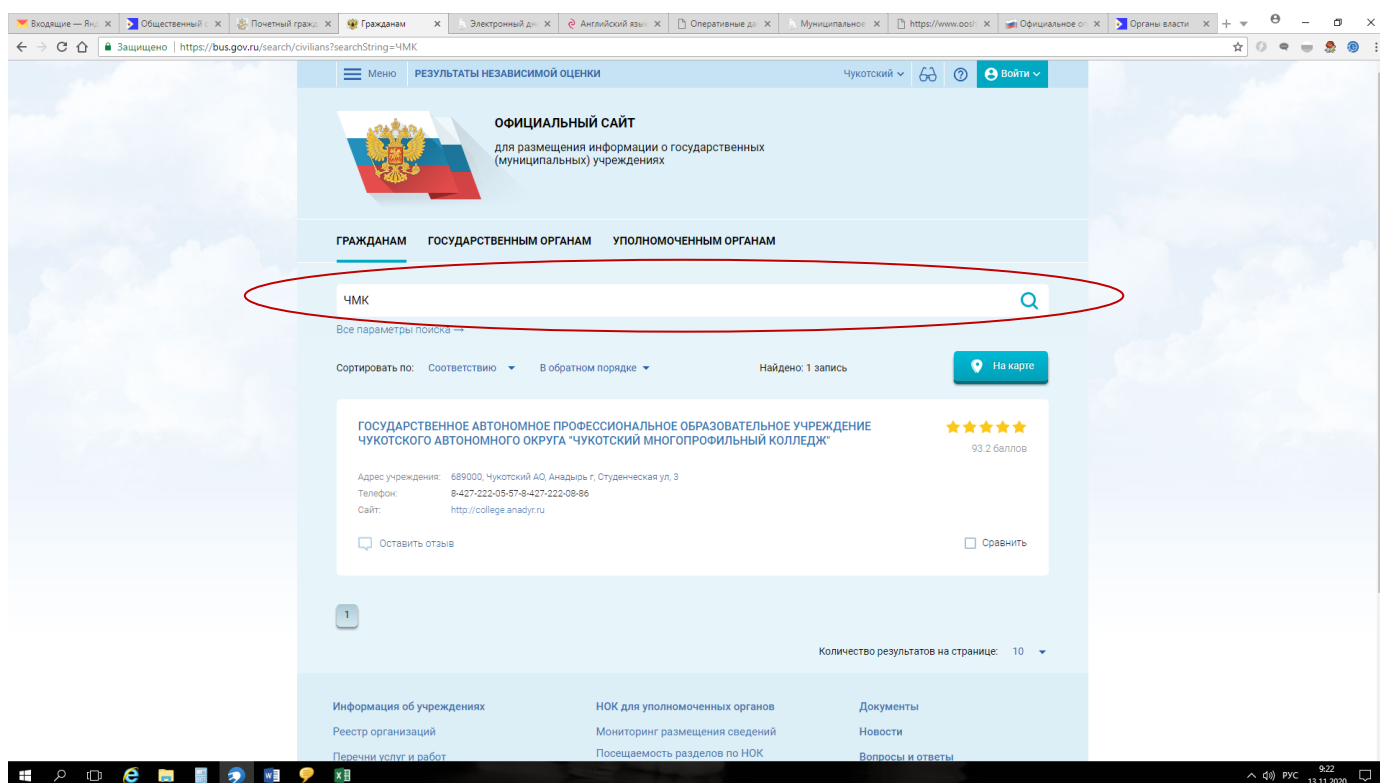 Входящие — Янд
Общественный с
Почетный гражд
Гражданам
Электронный дн
Английский язык
Оперативные да
Муниципальное
https://www.oosh
Официальное оп
Органы власти
Защищено | https://bus.gov.ru/search/civilians?searchString=ЧМК
Меню РЕЗУЛЬТАТЫ НЕЗАВИСИМОЙ ОЦЕНКИ Чукотский Войти
ОФИЦИАЛЬНЫЙ САЙТ
для размещения информации о государственных
(муниципальных) учреждениях
ГРАЖДАНАМ ГОСУДАРСТВЕННЫМ ОРГАНАМ УПОЛНОМОЧЕННЫМ ОРГАНАМ
ЧМК
Все параметры поиска →
Сортировать по: Соответствию В обратном порядке Найдено: 1 запись На карте
ГОСУДАРСТВЕННОЕ АВТОНОМНОЕ ПРОФЕССИОНАЛЬНОЕ ОБРАЗОВАТЕЛЬНОЕ УЧРЕЖДЕНИЕ
ЧУКОТСКОГО АВТОНОМНОГО ОКРУГА "ЧУКОТСКИЙ МНОГОПРОФИЛЬНЫЙ КОЛЛЕДЖ"
93.2 баллов
Адрес учреждения: 689000, Чукотский АО, Анадырь г, Студенческая ул, 3
Телефон: 8-427-222-05-57-8-427-222-08-86
Сайт: http://college.anadyr.ru
Оставить отзыв Сравнить
1
Количество результатов на странице: 10
Информация об учреждениях НОК для уполномоченных органов Документы
Реестр организаций Мониторинг размещения сведений Новости
Перечни услуг и работ Посещаемость разделов по НОК Вопросы и ответы
РУС 9:22
13.11.2020